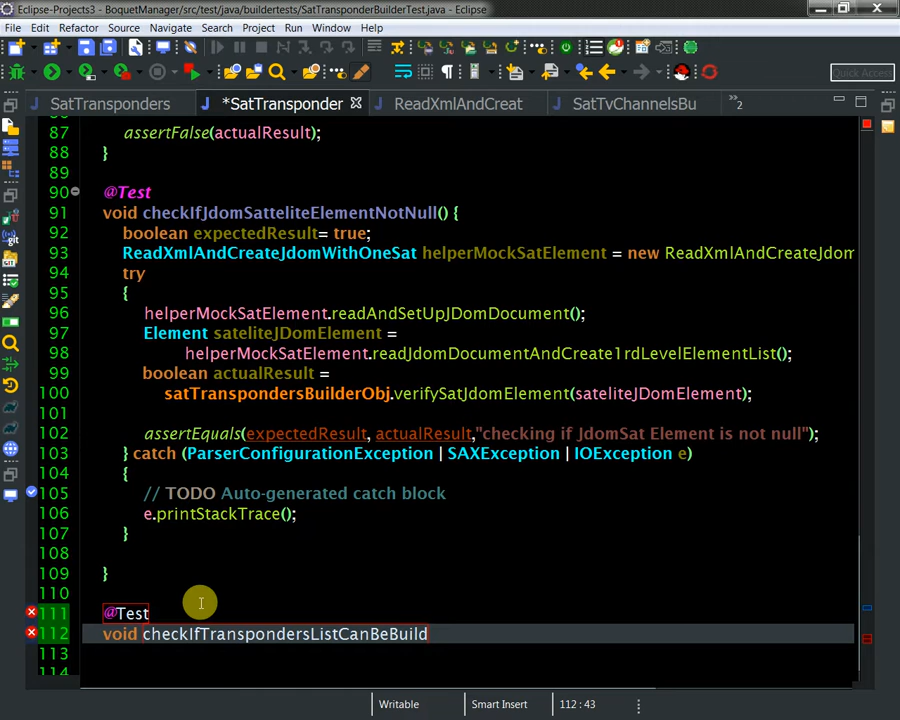 Eclipse-Projects3 - BoquetManager/src/test/java/buildertests/SatTransponderBuilderTest.java - Eclipse
File Edit Refactor Source Navigate Search Project Run Window Help
Quick Access
SatTransponders *SatTransponder ReadXmlAndCreat SatTvChannelsBu »2
87 assertFalse(actualResult);
88 }
89
90 @Test
91 void checkIfJdomSatteliteElementNotNull() {
92 boolean expectedResult= true;
93 ReadXmlAndCreateJdomWithOneSat helperMockSatElement = new ReadXmlAndCreateJdom
94 try
95 {
96 helperMockSatElement.readAndSetUpJDomDocument();
97 Element sateliteJDomElement =
98 helperMockSatElement.readJdomDocumentAndCreate1rdLevelElementList();
99 boolean actualResult =
100 satTranspondersBuilderObj.verifySatJdomElement(sateliteJDomElement);
101
102 assertEquals(expectedResult, actualResult,"checking if JdomSat Element is not null");
103 } catch (ParserConfigurationException | SAXException | IOException e)
104 {
105 // TODO Auto-generated catch block
106 e.printStackTrace();
107 }
108
109 }
110
111 @Test
112 void checkIfTranspondersListCanBeBuild
113
114
Writable Smart Insert 112 : 43